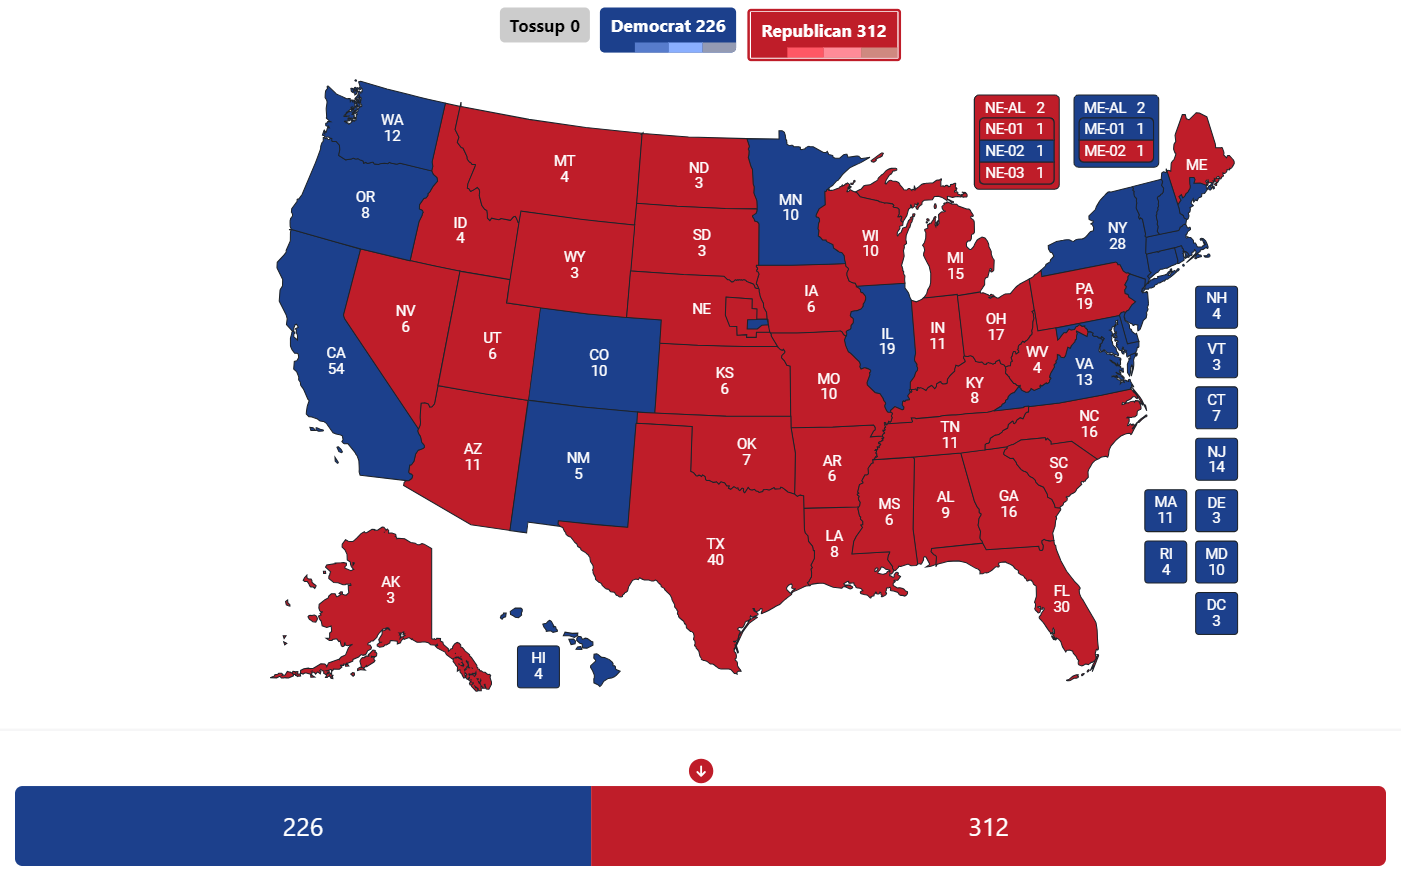 Tossup 0
Democrat 226
Republican 312
WA
12
OR
8
CA
54
ID
4
NV
6
MT
4
WY
3
UT
6
AZ
11
CO
10
NM
5
ND
3
SD
3
NE
KS
6
OK
7
TX
40
MN
10
IA
6
MO
10
AR
6
LA
8
WI
10
IL
19
MI
15
IN
11
OH
17
KY
8
TN
11
MS
6
AL
9
GA
16
FL
30
SC
9
NC
16
VA
13
WV
4
PA
19
NY
28
ME
NE-AL 2
NE-01 1
NE-02 1
NE-03 1
ME-AL 2
ME-01 1
ME-02 1
NH
4
VT
3
CT
7
NJ
14
MA
11
DE
3
RI
4
MD
10
DC
3
AK
3
HI
4
226
312